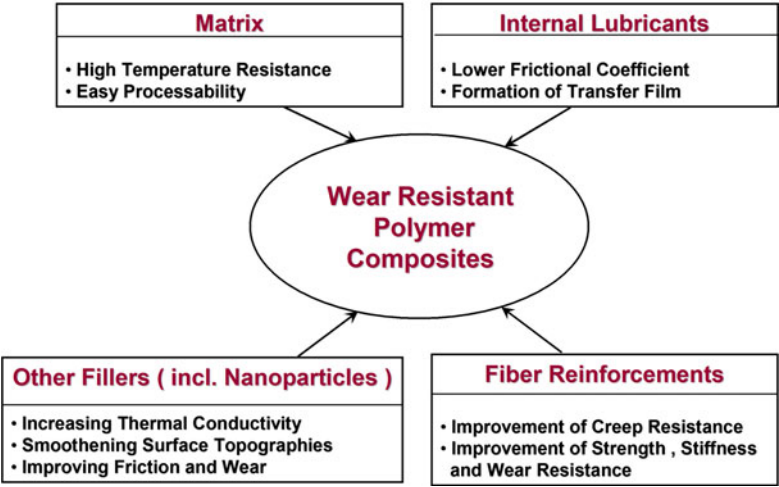 Matrix
• High Temperature Resistance
• Easy Processability
Internal Lubricants
• Lower Frictional Coefficient
• Formation of Transfer Film
Wear Resistant
Polymer
Composites
Other Fillers ( incl. Nanoparticles )
• Increasing Thermal Conductivity
• Smoothening Surface Topographies
• Improving Friction and Wear
Fiber Reinforcements
• Improvement of Creep Resistance
• Improvement of Strength , Stiffness
and Wear Resistance